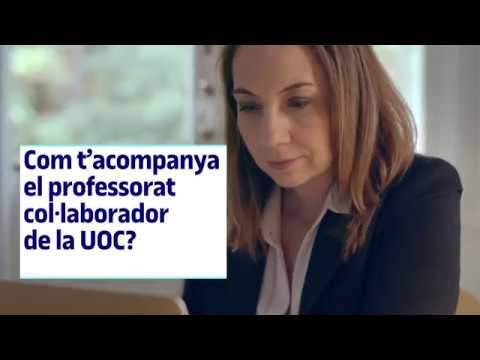 Com t’acompanya
el professorat
col·laborador
de la UOC?